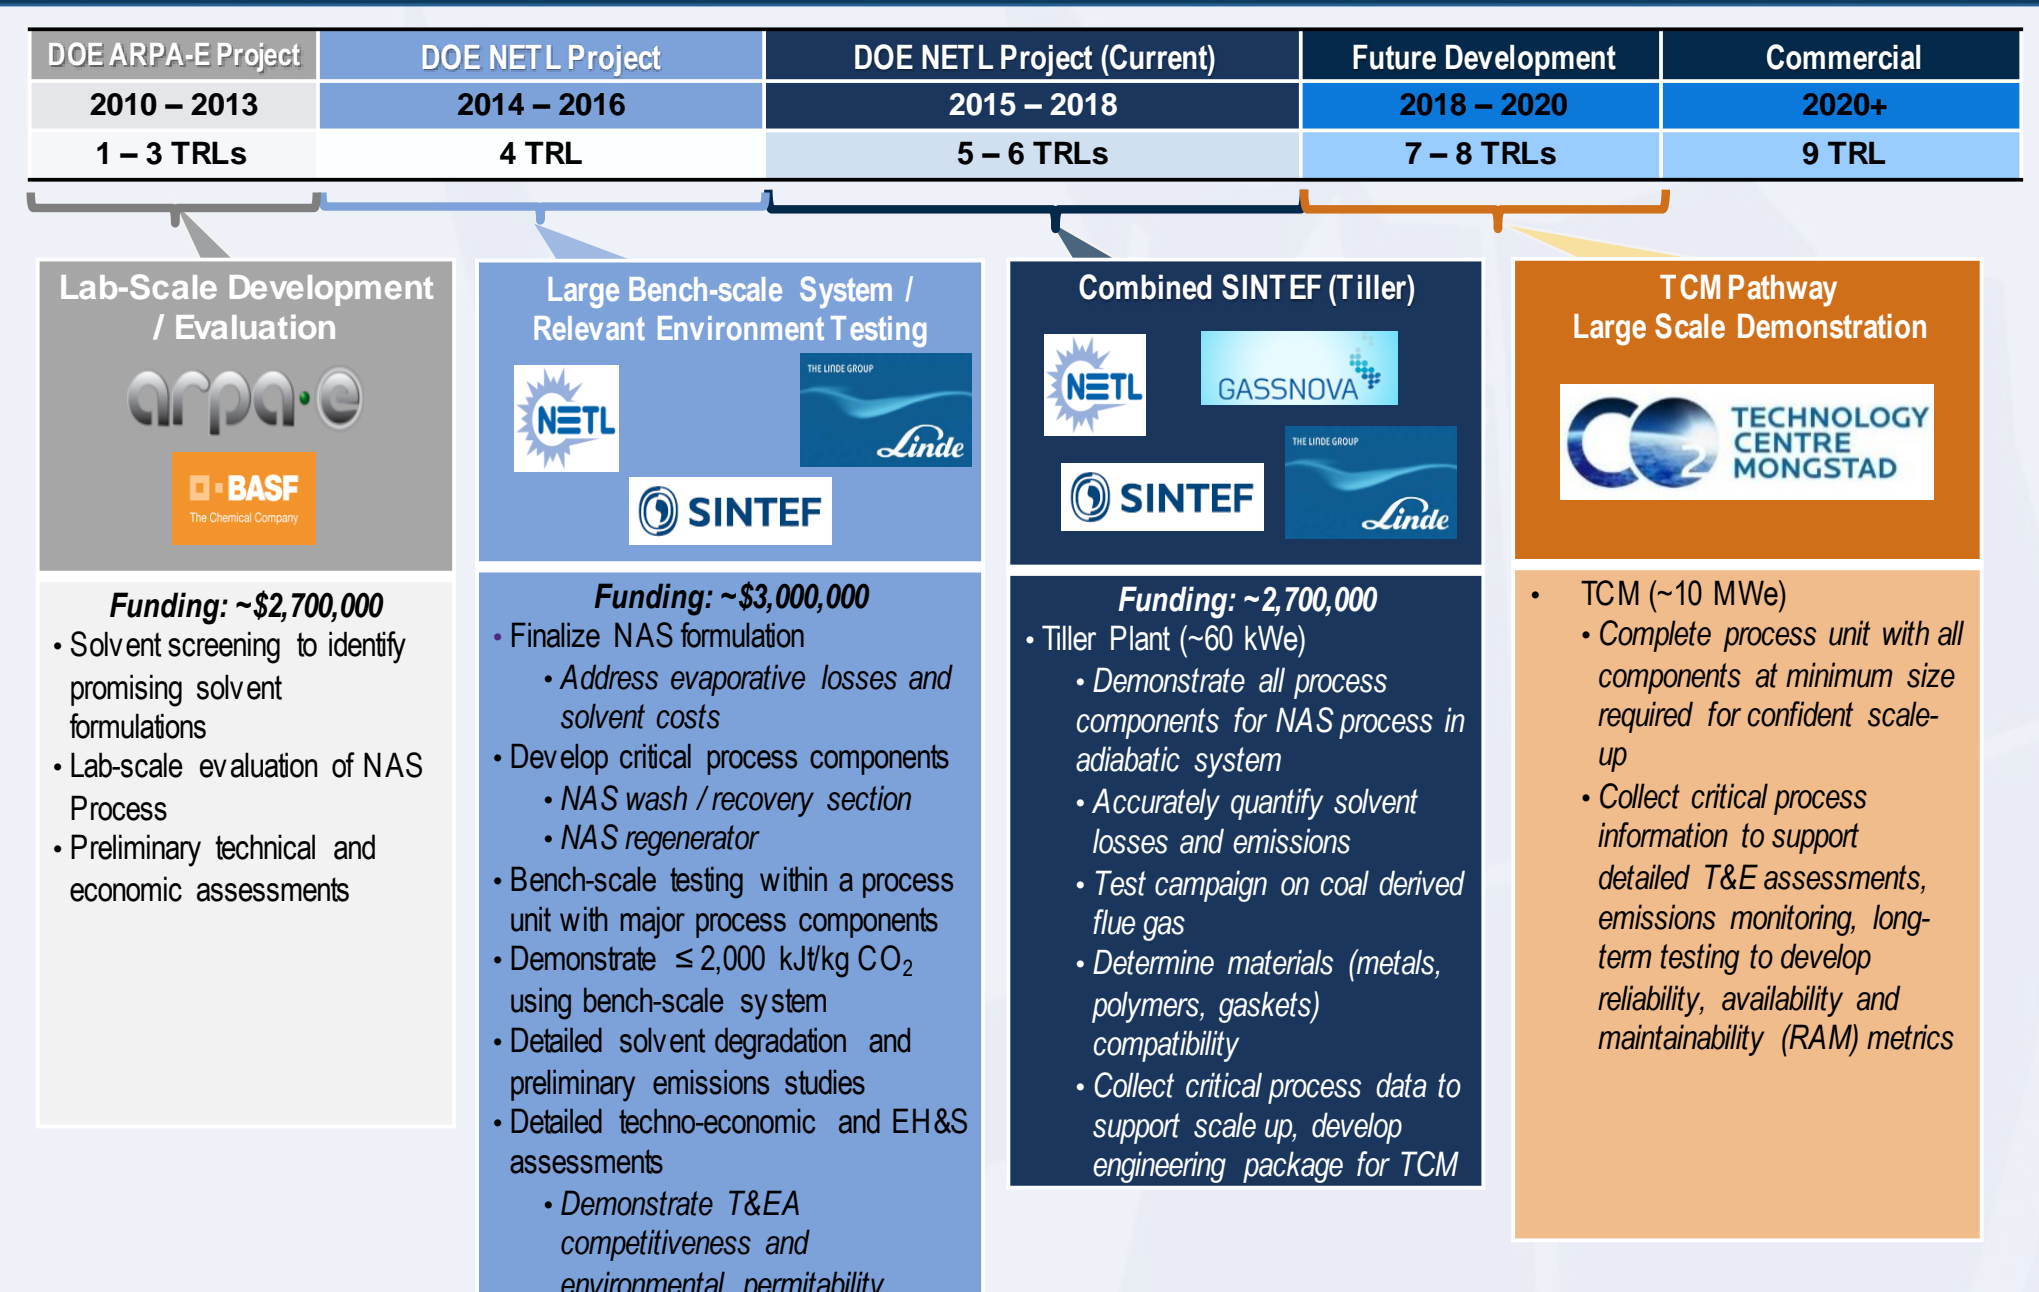 DOE ARPA-E Project DOE NETL Project DOE NETL Project (Current) Future Development Commercial
2010 – 2013 2014 – 2016 2015 – 2018 2018 – 2020 2020+
1 – 3 TRLs 4 TRL 5 – 6 TRLs 7 – 8 TRLs 9 TRL
Lab-Scale Development
/ Evaluation
arpa·e
BASF
The Chemical Company
Funding: ~$2,700,000
• Solvent screening to identify
promising solvent
formulations
• Lab-scale evaluation of NAS
Process
• Preliminary technical and
economic assessments
Large Bench-scale System /
Relevant Environment Testing
NETL
THE LINDE GROUP
Linde
SINTEF
Funding: ~$3,000,000
• Finalize NAS formulation
• Address evaporative losses and
solvent costs
• Develop critical process components
• NAS wash / recovery section
• NAS regenerator
• Bench-scale testing within a process
unit with major process components
• Demonstrate ≤ 2,000 kJt/kg CO₂
using bench-scale system
• Detailed solvent degradation and
preliminary emissions studies
• Detailed techno-economic and EH&S
assessments
• Demonstrate T&EA
competitiveness and
environmental permitability
Combined SINTEF (Tiller)
NETL
GASSNOVA
SINTEF
THE LINDE GROUP
Linde
Funding: ~2,700,000
• Tiller Plant (~60 kWe)
• Demonstrate all process
components for NAS process in
adiabatic system
• Accurately quantify solvent
losses and emissions
• Test campaign on coal derived
flue gas
• Determine materials (metals,
polymers, gaskets)
compatibility
• Collect critical process data to
support scale up, develop
engineering package for TCM
TCM Pathway
Large Scale Demonstration
CO2
TECHNOLOGY
CENTRE
MONGSTAD
• TCM (~10 MWe)
• Complete process unit with all
components at minimum size
required for confident scale-
up
• Collect critical process
information to support
detailed T&E assessments,
emissions monitoring, long-
term testing to develop
reliability, availability and
maintainability (RAM) metrics